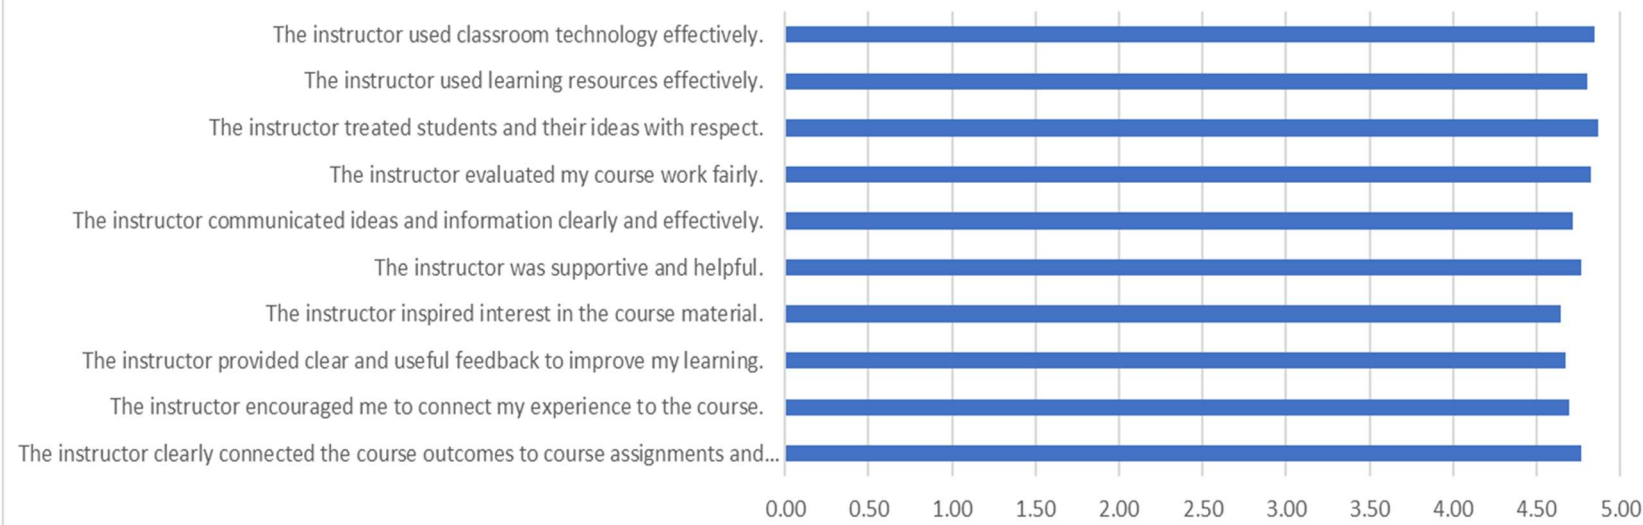 The instructor used classroom technology effectively.
The instructor used learning resources effectively.
The instructor treated students and their ideas with respect.
The instructor evaluated my course work fairly.
The instructor communicated ideas and information clearly and effectively.
The instructor was supportive and helpful.
The instructor inspired interest in the course material.
The instructor provided clear and useful feedback to improve my learning.
The instructor encouraged me to connect my experience to the course.
The instructor clearly connected the course outcomes to course assignments and...
0.00 0.50 1.00 1.50 2.00 2.50 3.00 3.50 4.00 4.50 5.00